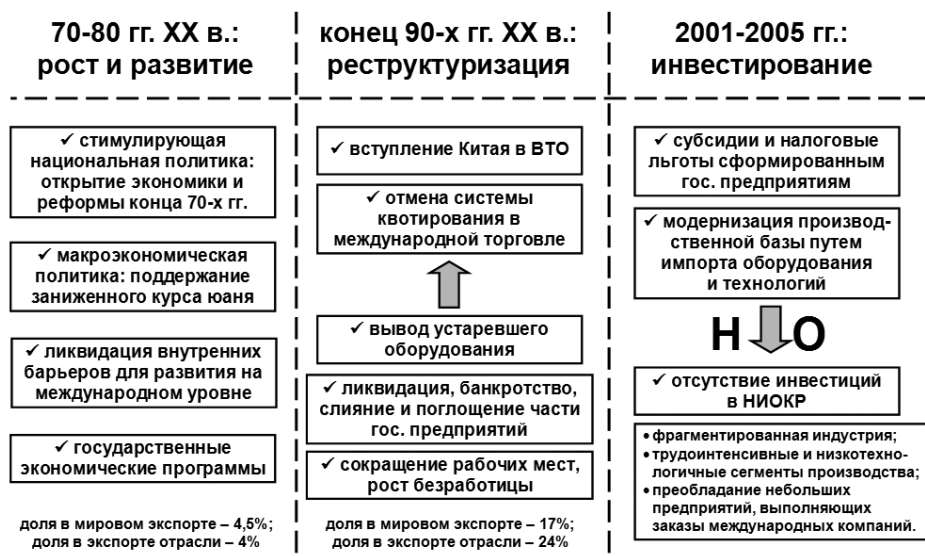 70-80 гг. XX в.:
рост и развитие
✓ стимулирующая
национальная политика:
открытие экономики и
реформы конца 70-х гг.
✓ макроэкономическая
политика: поддержание
заниженного курса юаня
✓ ликвидация внутренних
барьеров для развития на
международном уровне
✓ государственные
экономические программы
доля в мировом экспорте – 4,5%;
доля в экспорте отрасли – 4%
конец 90-х гг. XX в.:
реструктуризация
✓ вступление Китая в ВТО
✓ отмена системы
квотирования в
международной торговле
✓ вывод устаревшего
оборудования
✓ ликвидация, банкротство,
слияние и поглощение части
гос. предприятий
✓ сокращение рабочих мест,
рост безработицы
доля в мировом экспорте – 17%;
доля в экспорте отрасли – 24%
2001-2005 гг.:
инвестирование
✓ субсидии и налоговые
льготы сформированным
гос. предприятиям
✓ модернизация производ-
ственной базы путем
импорта оборудования
и технологий
Н О
✓ отсутствие инвестиций
в НИОКР
• фрагментированная индустрия;
• трудоинтенсивные и низкотехно-
логичные сегменты производства;
• преобладание небольших
предприятий, выполняющих
заказы международных компаний.